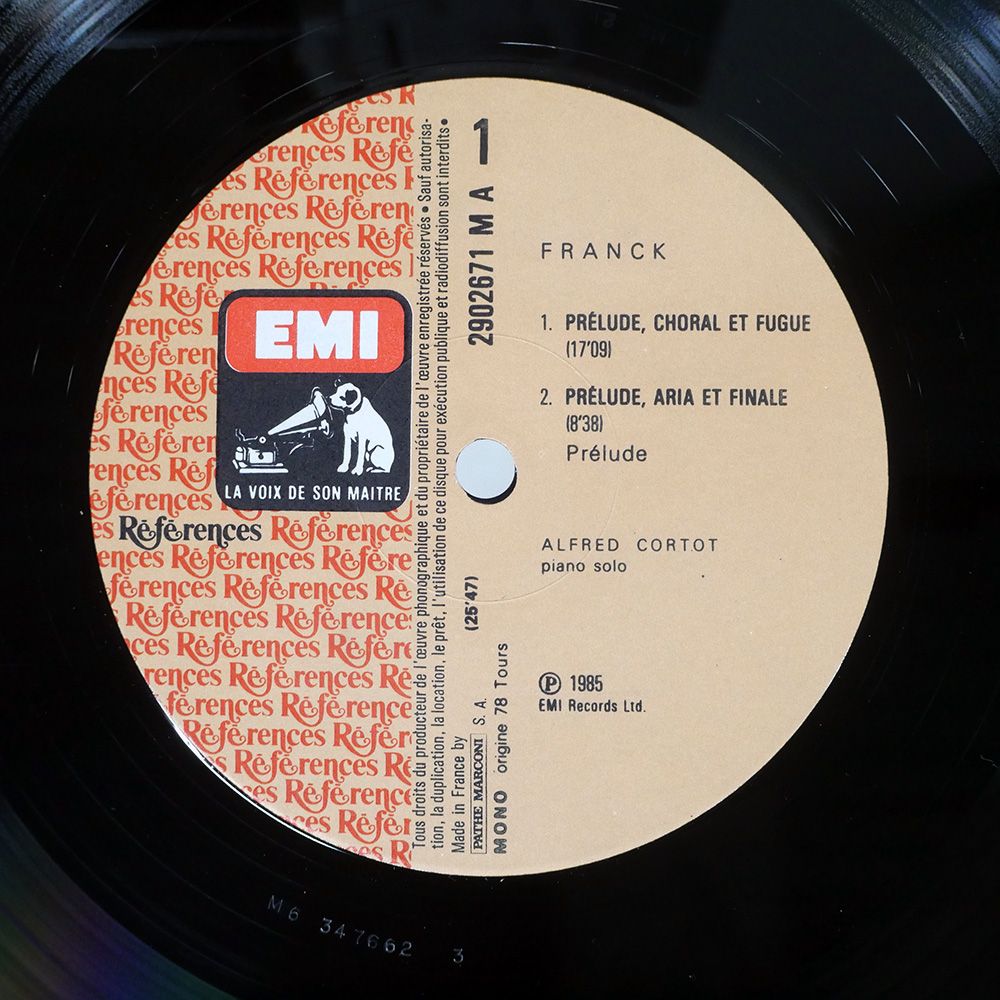 Références
EMI
LA VOIX DE SON MAITRE
Références
Tous droits du producteur de l'œuvre phonographique et du propriétaire de l'œuvre enregistrée réservés • Sauf autorisa-
tion, la duplication, la location, le prêt, l'utilisation de ce disque pour exécution publique et radiodiffusion sont interdits •
Made in France by PATHE MARCONI S. A.
(25'47)
MONO origine 78 Tours
2902671 M A 1
FRANCK
1. PRÉLUDE, CHORAL ET FUGUE
(17'09)
2. PRÉLUDE, ARIA ET FINALE
(8'38)
Prélude
ALFRED CORTOT
piano solo
Ⓟ 1985
EMI Records Ltd.
M6 347662 3